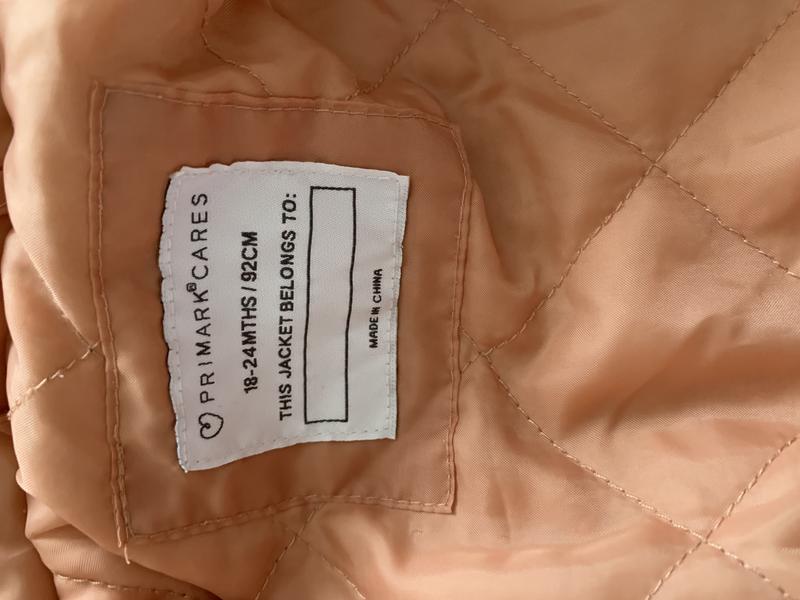 PRIMARK® CARES
18-24MTHS / 92CM
THIS JACKET BELONGS TO:
MADE IN CHINA